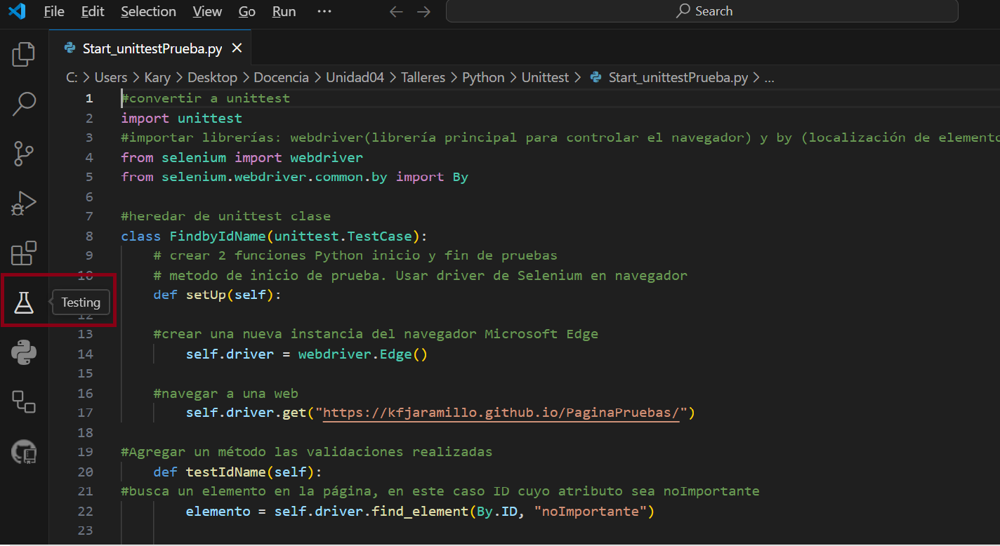 File Edit Selection View Go Run ··· Search
Start_unittestPrueba.py
C: > Users > Kary > Desktop > Docencia > Unidad04 > Talleres > Python > Unittest > Start_unittestPrueba.py > ...
1 #convertir a unittest
2 import unittest
3 #importar librerías: webdriver(librería principal para controlar el navegador) y by (localización de elemento
4 from selenium import webdriver
5 from selenium.webdriver.common.by import By
6
7 #heredar de unittest clase
8 class FindbyIdName(unittest.TestCase):
9 # crear 2 funciones Python inicio y fin de pruebas
10 # metodo de inicio de prueba. Usar driver de Selenium en navegador
def setUp(self):
Testing
12
13 #crear una nueva instancia del navegador Microsoft Edge
14 self.driver = webdriver.Edge()
15
16 #navegar a una web
17 self.driver.get("https://kfjaramillo.github.io/PaginaPruebas/")
18
19 #Agregar un método las validaciones realizadas
20 def testIdName(self):
21 #busca un elemento en la página, en este caso ID cuyo atributo sea noImportante
22 elemento = self.driver.find_element(By.ID, "noImportante")
23